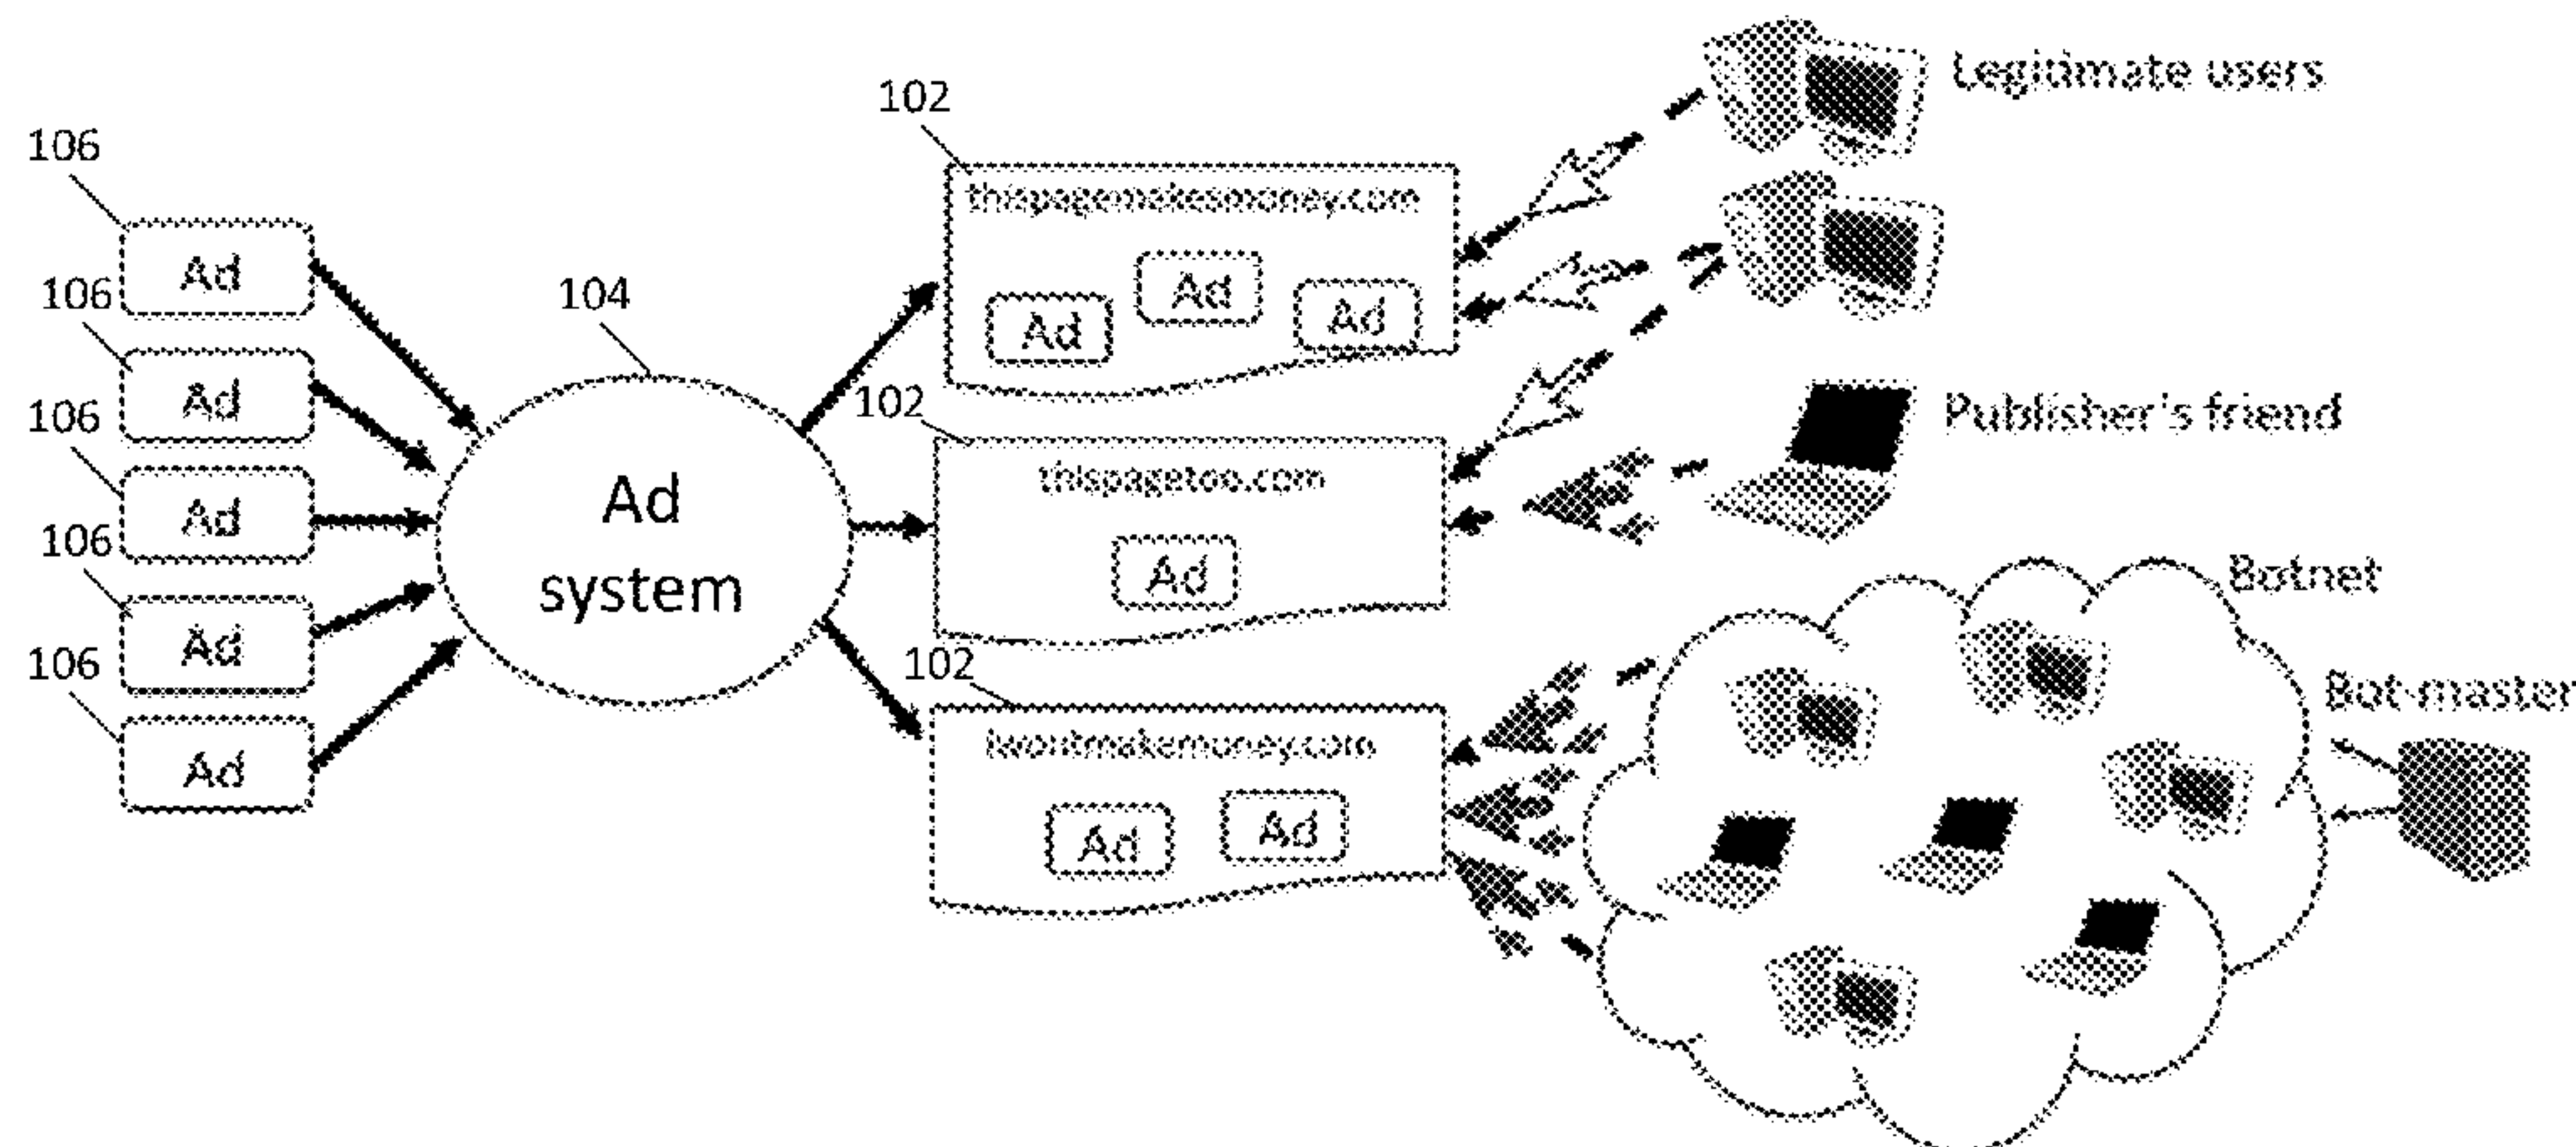 106
Ad
106
Ad
106
Ad
106
Ad
106
Ad
104
Ad
system
102
thispagemakesmoney.com
Ad
Ad
Ad
102
thispagetoo.com
Ad
102
iwontmakemoney.com
Ad
Ad
Legitimate users
Publisher's friend
Botnet
Bot-master